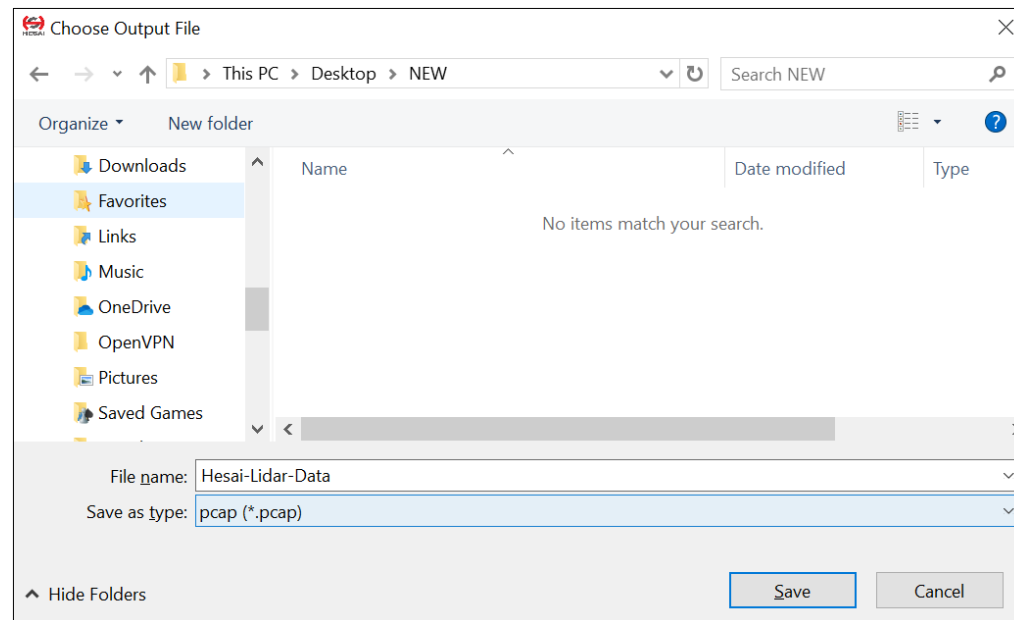 HESAI Choose Output File
This PC > Desktop > NEW Search NEW
Organize New folder ?
Name Date modified Type
No items match your search.
Downloads
Favorites
Links
Music
OneDrive
OpenVPN
Pictures
Saved Games
File name: Hesai-Lidar-Data
Save as type: pcap (*.pcap)
Hide Folders Save Cancel